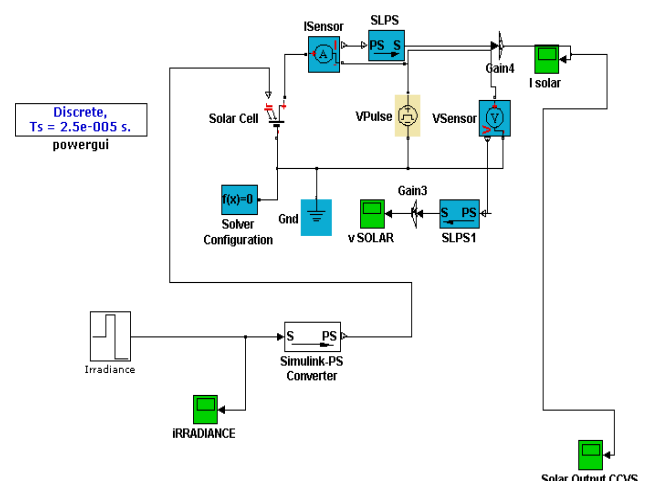 ISensor
SLPS
A
PS S
Gain4
I solar
Discrete,
Ts = 2.5e-005 s.
powergui
Solar Cell
VPulse
VSensor
V
f(x)=0
Solver
Configuration
Gnd
Gain3
v SOLAR
S PS
SLPS1
Irradiance
S PS
Simulink-PS
Converter
iRRADIANCE
Solar Output CCVS